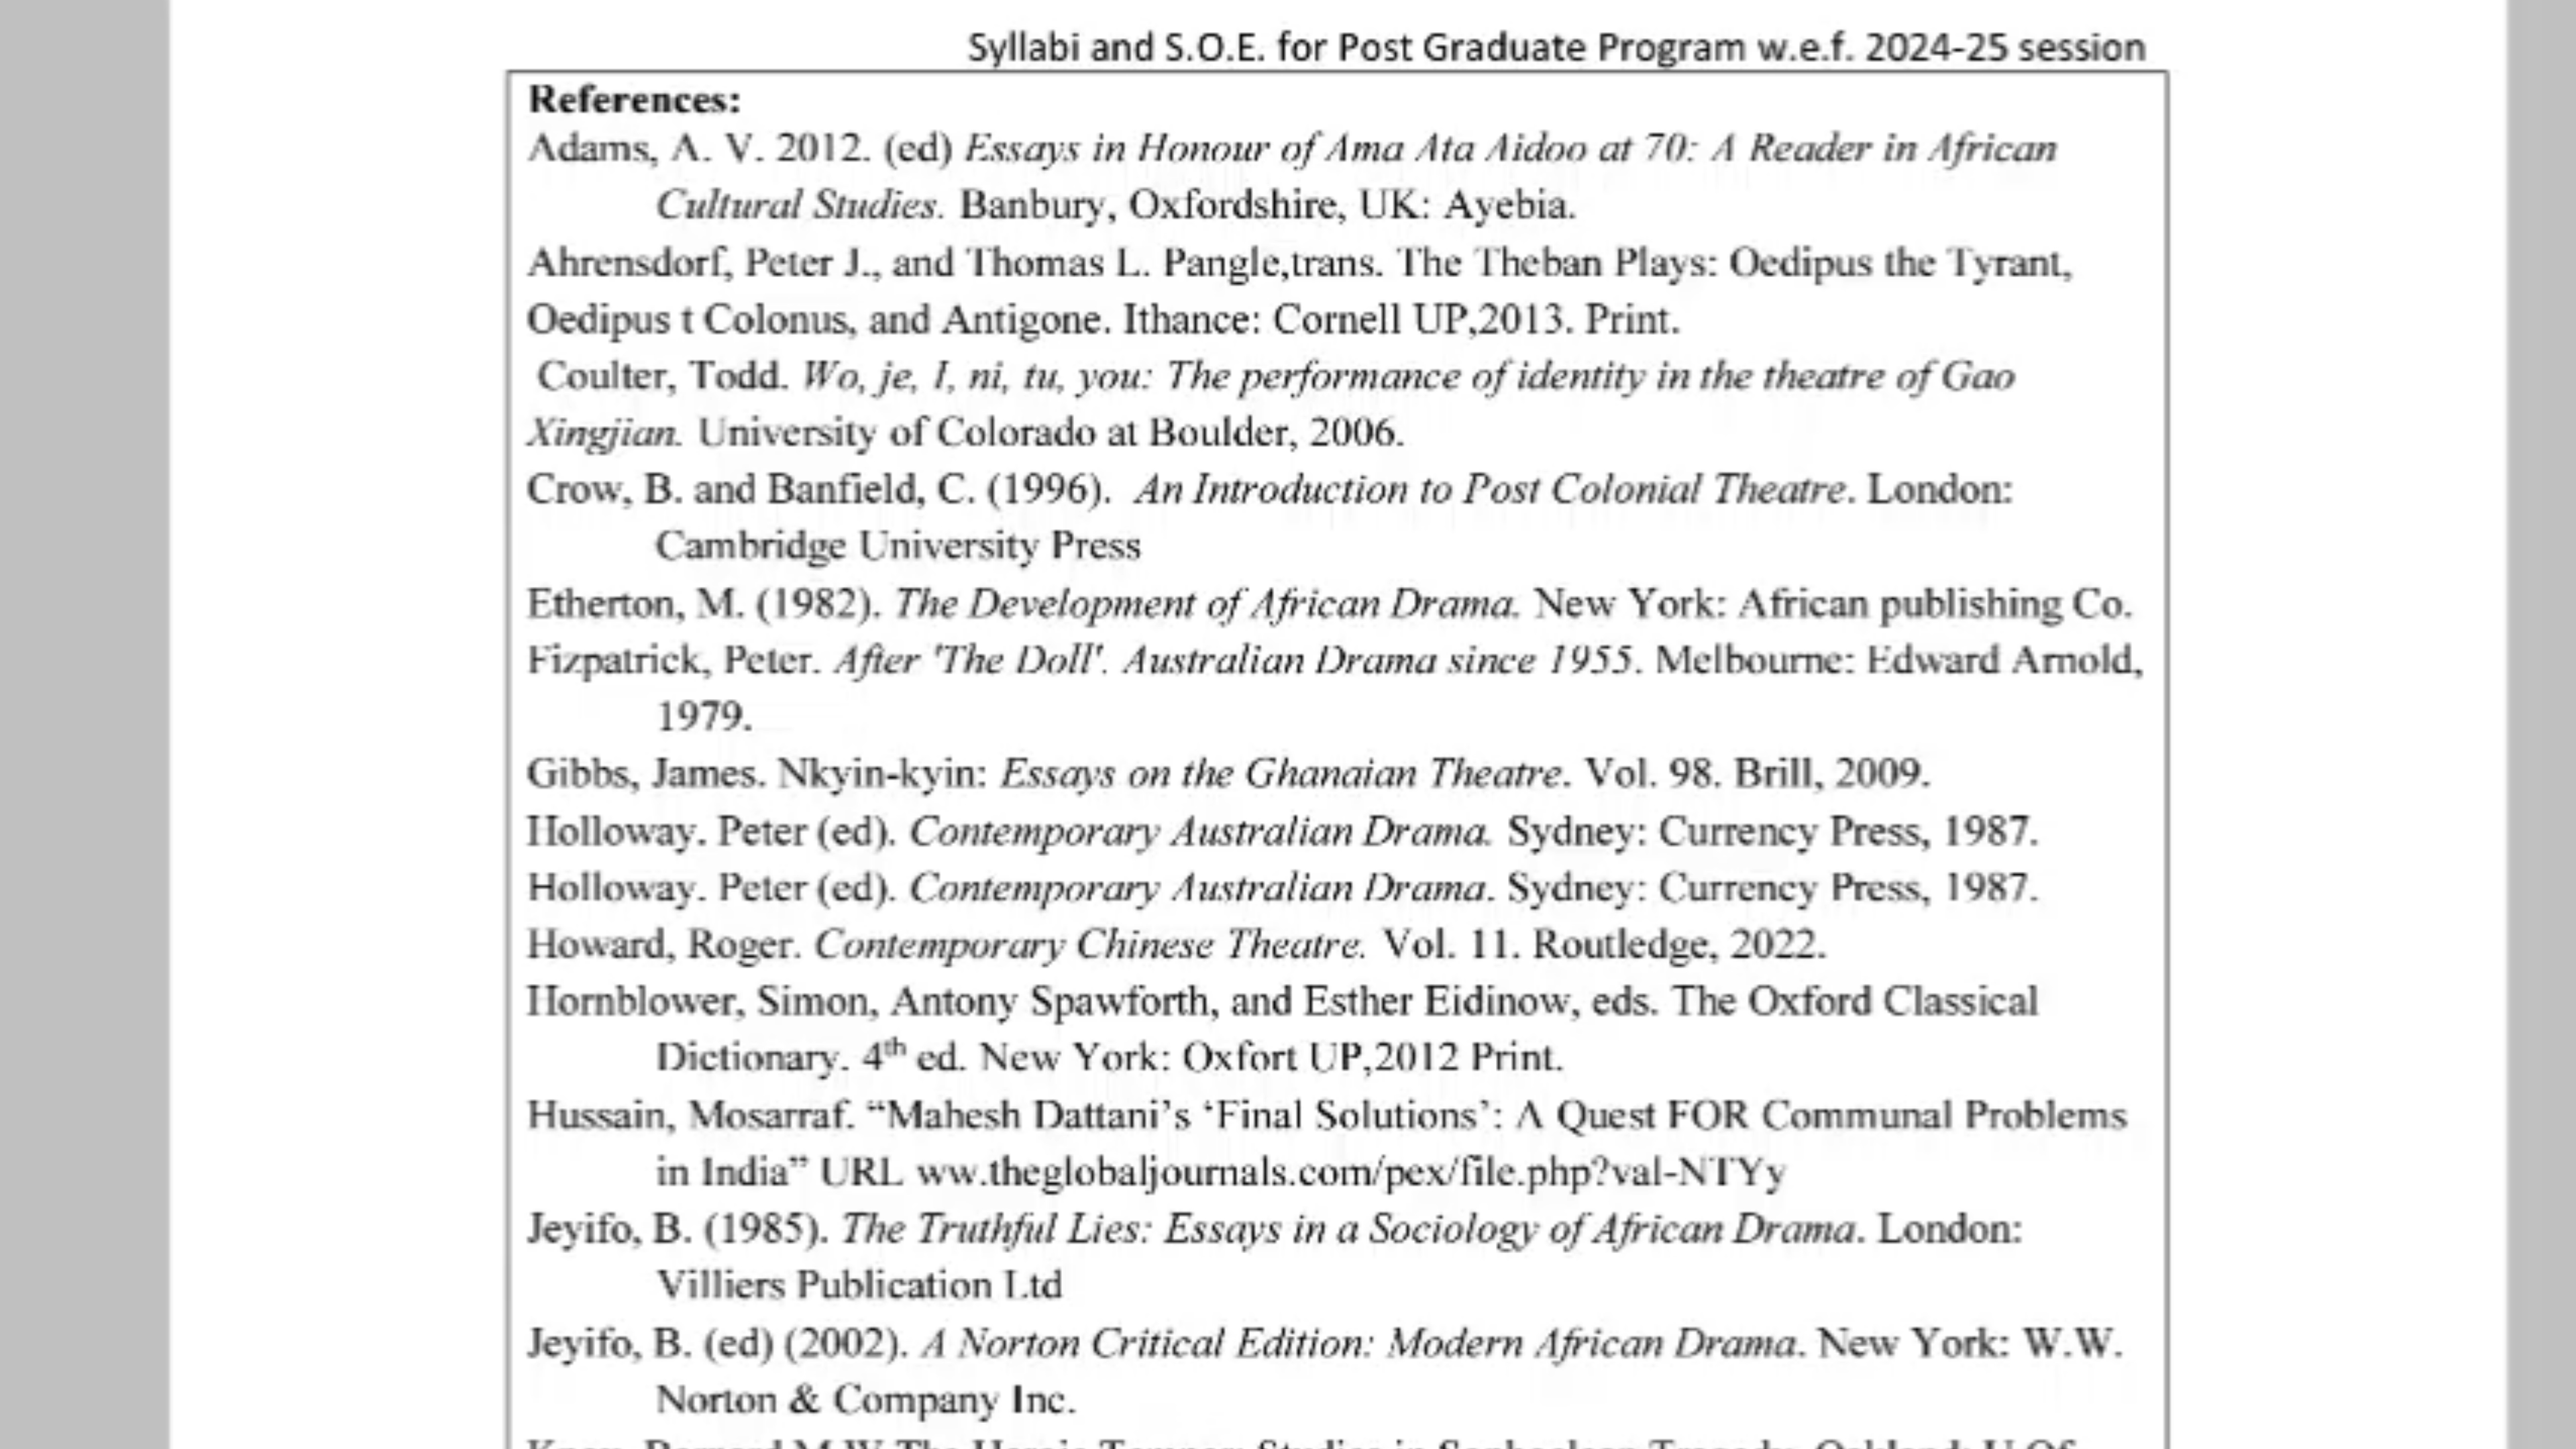 Syllabi and S.O.E. for Post Graduate Program w.e.f. 2024-25 session
References:
Adams, A. V. 2012. (ed) Essays in Honour of Ama Ata Aidoo at 70: A Reader in African
Cultural Studies. Banbury, Oxfordshire, UK: Ayebia.
Ahrensdorf, Peter J., and Thomas L. Pangle,trans. The Theban Plays: Oedipus the Tyrant,
Oedipus t Colonus, and Antigone. Ithance: Cornell UP,2013. Print.
Coulter, Todd. Wo, je, I, ni, tu, you: The performance of identity in the theatre of Gao
Xingjian. University of Colorado at Boulder, 2006.
Crow, B. and Banfield, C. (1996). An Introduction to Post Colonial Theatre. London:
Cambridge University Press
Etherton, M. (1982). The Development of African Drama. New York: African publishing Co.
Fizpatrick, Peter. After 'The Doll'. Australian Drama since 1955. Melbourne: Edward Arnold,
1979.
Gibbs, James. Nkyin-kyin: Essays on the Ghanaian Theatre. Vol. 98. Brill, 2009.
Holloway. Peter (ed). Contemporary Australian Drama. Sydney: Currency Press, 1987.
Holloway. Peter (ed). Contemporary Australian Drama. Sydney: Currency Press, 1987.
Howard, Roger. Contemporary Chinese Theatre. Vol. 11. Routledge, 2022.
Hornblower, Simon, Antony Spawforth, and Esther Eidinow, eds. The Oxford Classical
Dictionary. 4th ed. New York: Oxfort UP,2012 Print.
Hussain, Mosarraf. “Mahesh Dattani’s ‘Final Solutions’: A Quest FOR Communal Problems
in India” URL ww.theglobaljournals.com/pex/file.php?val-NTYy
Jeyifo, B. (1985). The Truthful Lies: Essays in a Sociology of African Drama. London:
Villiers Publication Ltd
Jeyifo, B. (ed) (2002). A Norton Critical Edition: Modern African Drama. New York: W.W.
Norton & Company Inc.